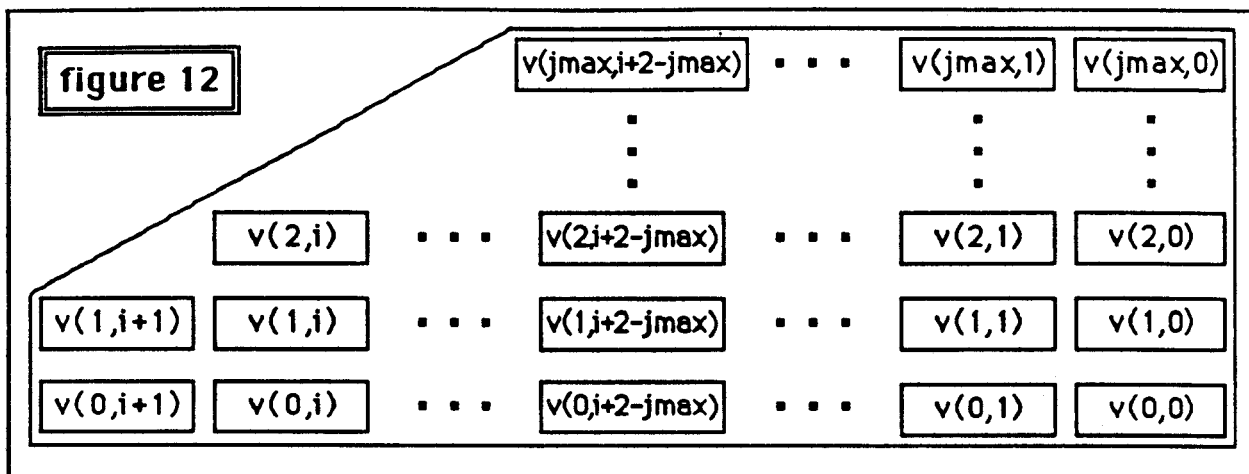 figure 12
v(jmax,i+2-jmax) ▪ ▪ ▪ v(jmax,1) v(jmax,0)
v(2,i) ▪ ▪ ▪ v(2,i+2-jmax) ▪ ▪ ▪ v(2,1) v(2,0)
v(1,i+1) v(1,i) ▪ ▪ ▪ v(1,i+2-jmax) ▪ ▪ ▪ v(1,1) v(1,0)
v(0,i+1) v(0,i) ▪ ▪ ▪ v(0,i+2-jmax) ▪ ▪ ▪ v(0,1) v(0,0)